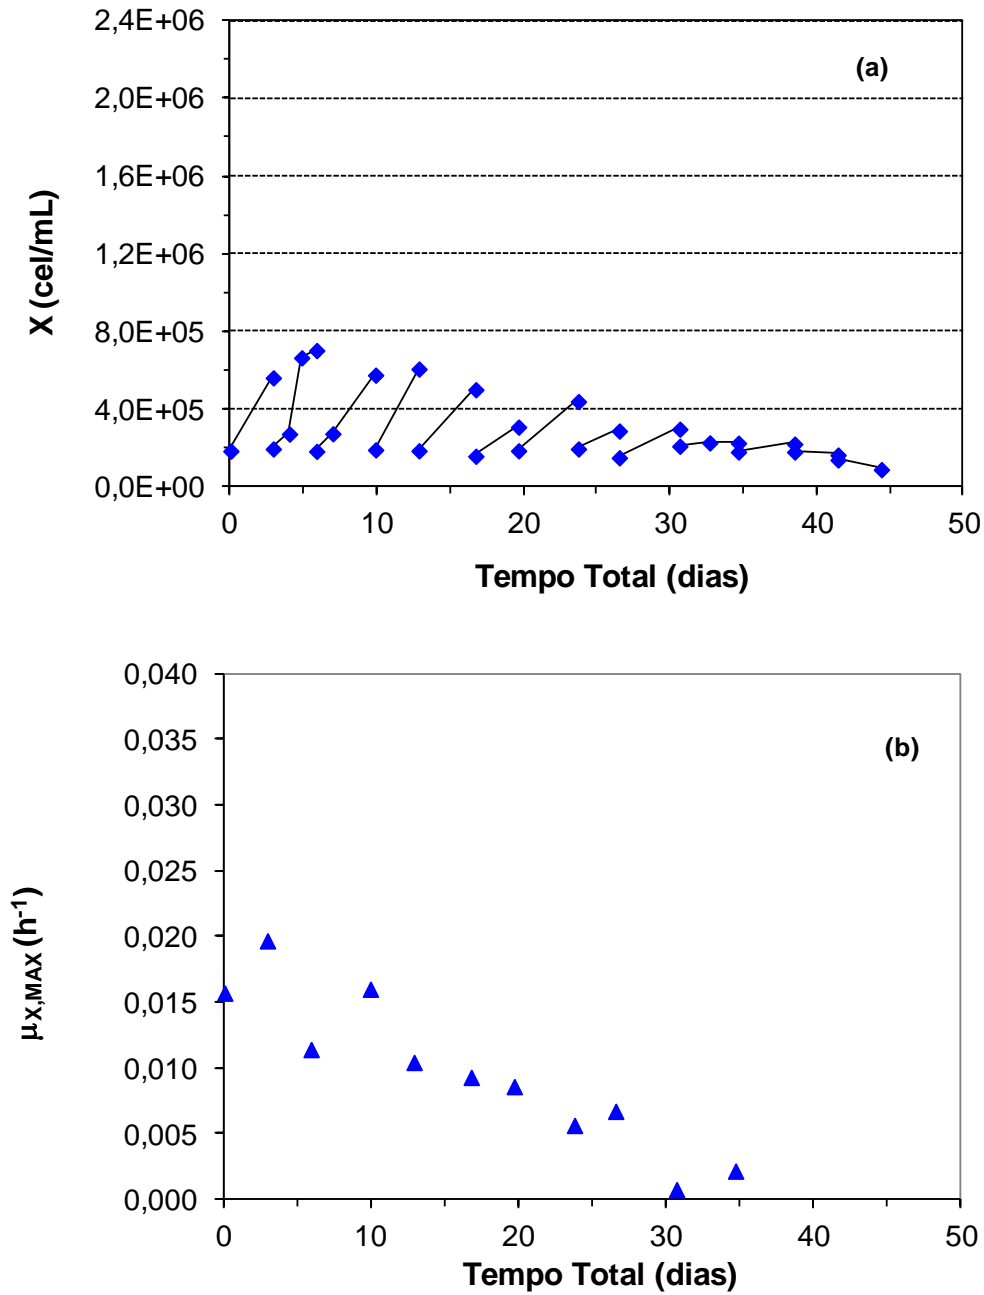 2,4E+06
(a)
2,0E+06
1,6E+06
X (cel/mL)
1,2E+06
8,0E+05
4,0E+05
0,0E+00
0 10 20 30 40 50
Tempo Total (dias)
0,040
0,035
(b)
0,030
0,025
μX,MAX (h-1)
0,020
0,015
0,010
0,005
0,000
0 10 20 30 40 50
Tempo Total (dias)